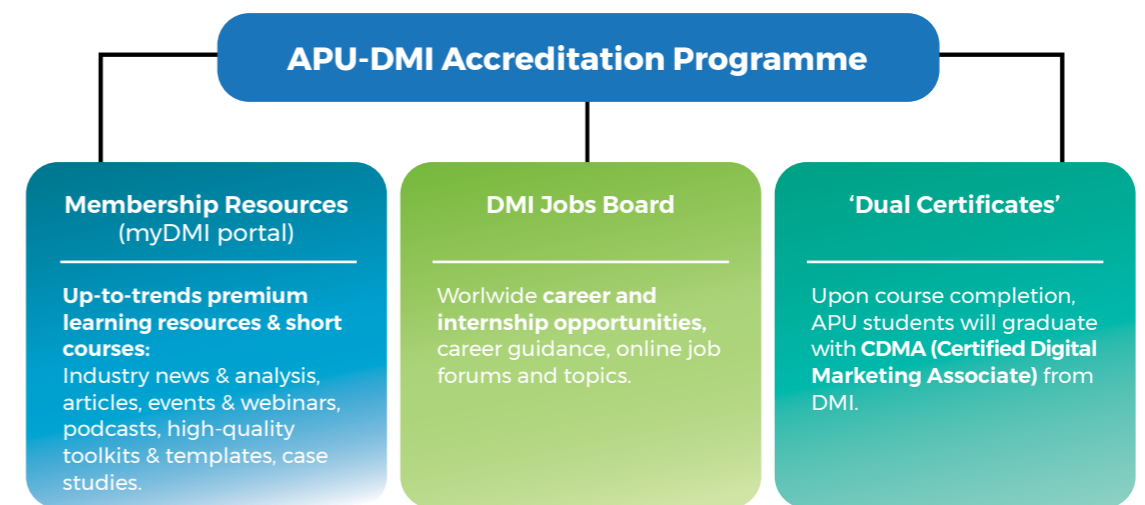 APU-DMI Accreditation Programme
Membership Resources
(myDMI portal)
Up-to-trends premium
learning resources & short
courses:
Industry news & analysis,
articles, events & webinars,
podcasts, high-quality
toolkits & templates, case
studies.
DMI Jobs Board
Worlwide career and
internship opportunities,
career guidance, online job
forums and topics.
‘Dual Certificates’
Upon course completion,
APU students will graduate
with CDMA (Certified Digital
Marketing Associate) from
DMI.